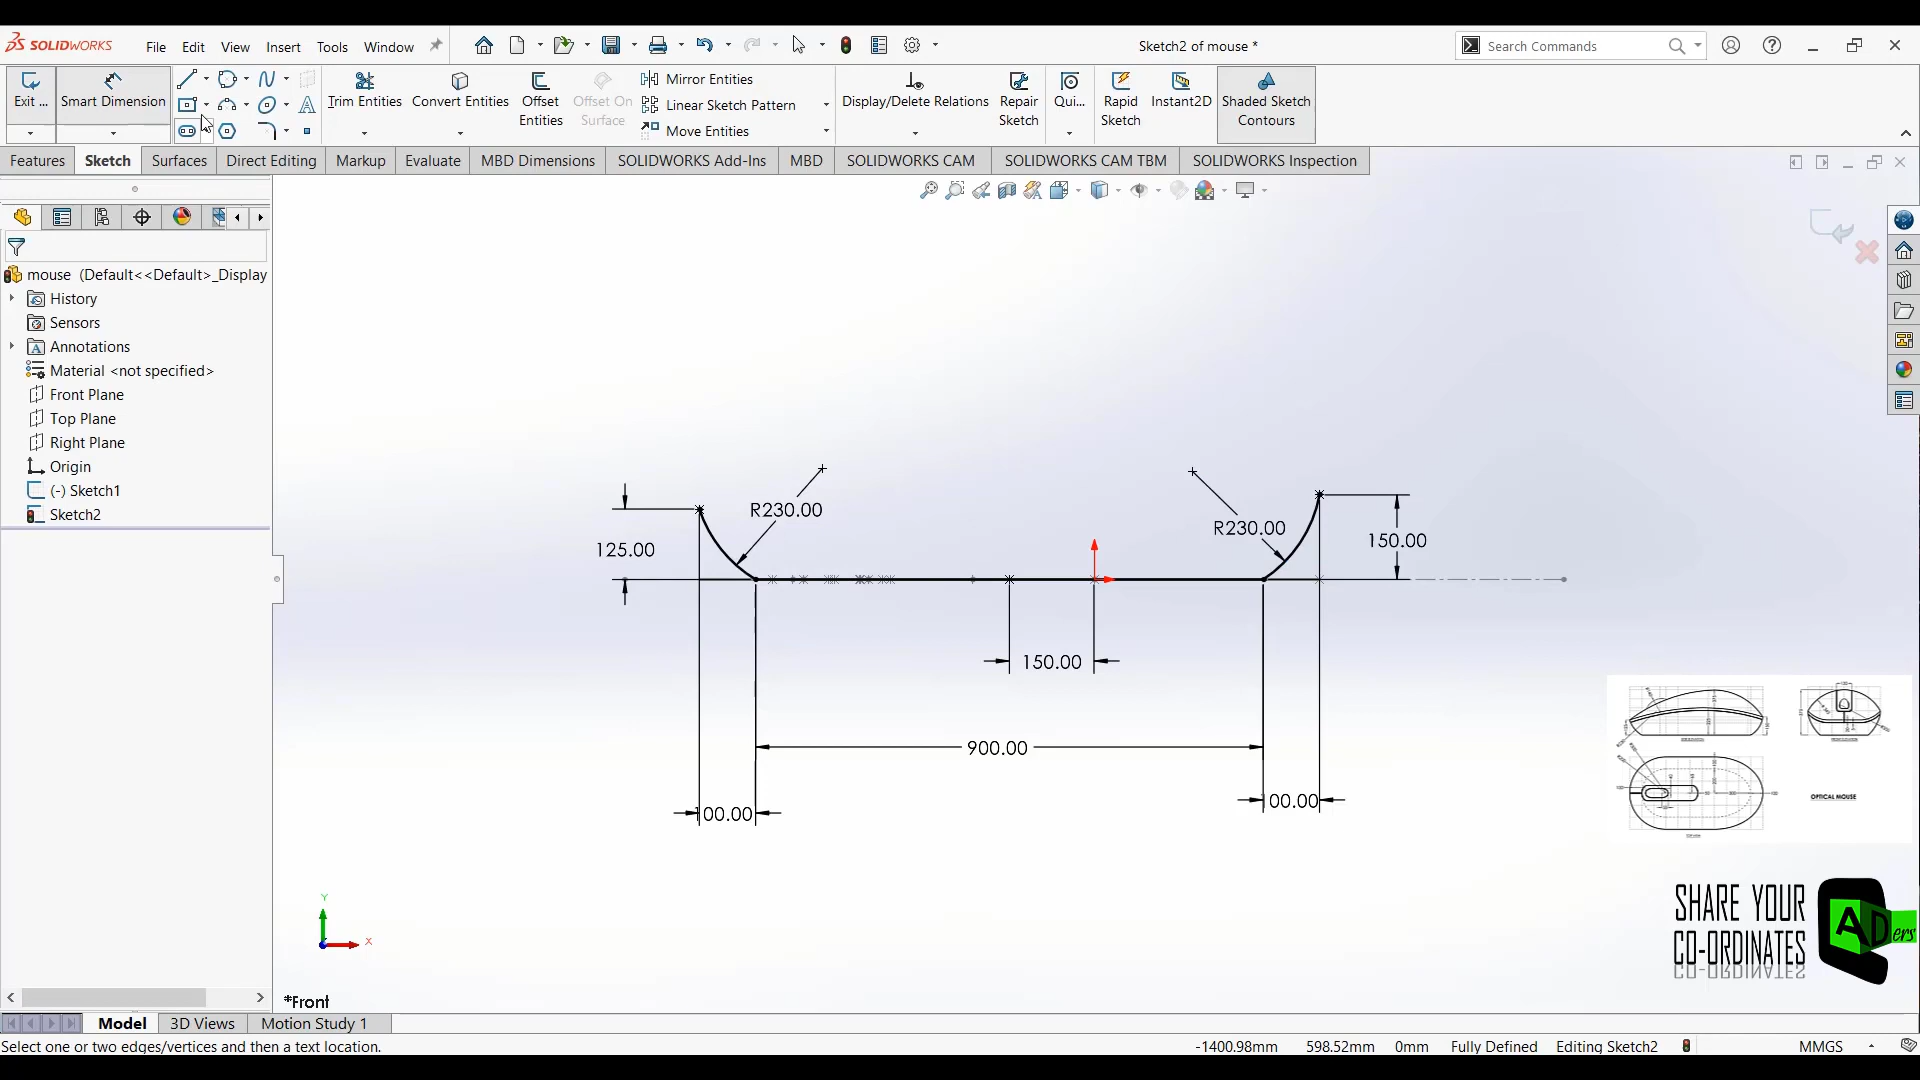 SOLIDWORKS File Edit View Insert Tools Window Sketch2 of mouse * Search Commands
Exit ... Smart Dimension Trim Entities Convert Entities Offset Entities Offset On Surface Mirror Entities Linear Sketch Pattern Move Entities Display/Delete Relations Repair Sketch Qui... Rapid Sketch Instant2D Shaded Sketch Contours
Features Sketch Surfaces Direct Editing Markup Evaluate MBD Dimensions SOLIDWORKS Add-Ins MBD SOLIDWORKS CAM SOLIDWORKS CAM TBM SOLIDWORKS Inspection
mouse (Default<<Default>_Display
History
Sensors
Annotations
Material <not specified>
Front Plane
Top Plane
Right Plane
Origin
(-) Sketch1
Sketch2
R230.00
R230.00
125.00
150.00
150.00
900.00
00.00
00.00
OPTICAL MOUSE
SHARE YOUR
CO-ORDINATES
CADers
Y
X
*Front
Model 3D Views Motion Study 1
Select one or two edges/vertices and then a text location. -1400.98mm 598.52mm 0mm Fully Defined Editing Sketch2 MMGS